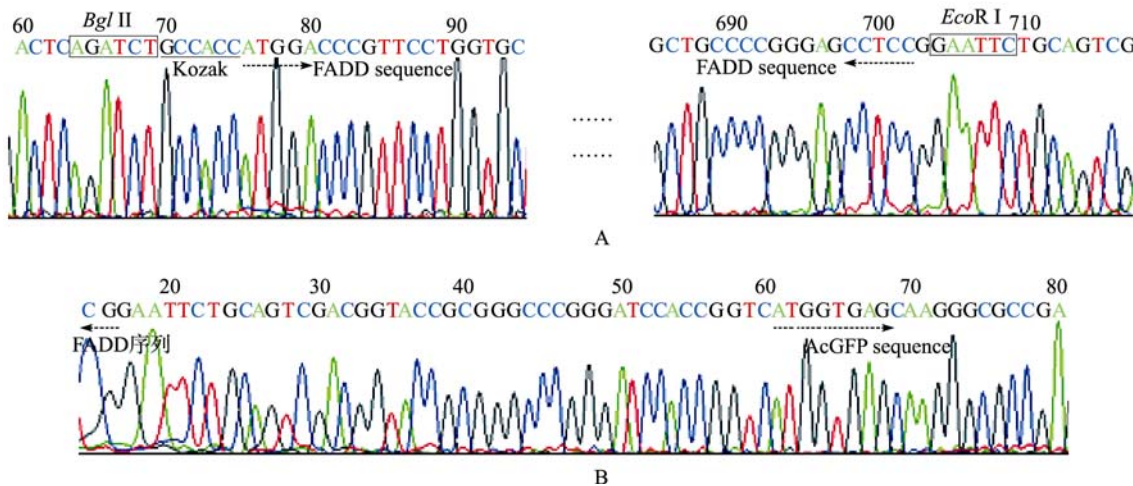 Bgl II EcoR I
60 70 80 90 690 700 710
ACTCAGATCTGCCACCATGGACCCGTTCCTGGTGC GCTGCCCCGGGAGCCTCCGGAATTCTGCAGTCG
Kozak FADD sequence FADD sequence
......
......
A
20 30 40 50 60 70 80
CGGAATTCTGCAGTCGACGGTACCGCGGGCCCGGGATCCACCGGTCATGGTGAGCAAGGGCGCCGA
FADD序列 AcGFP sequence
B